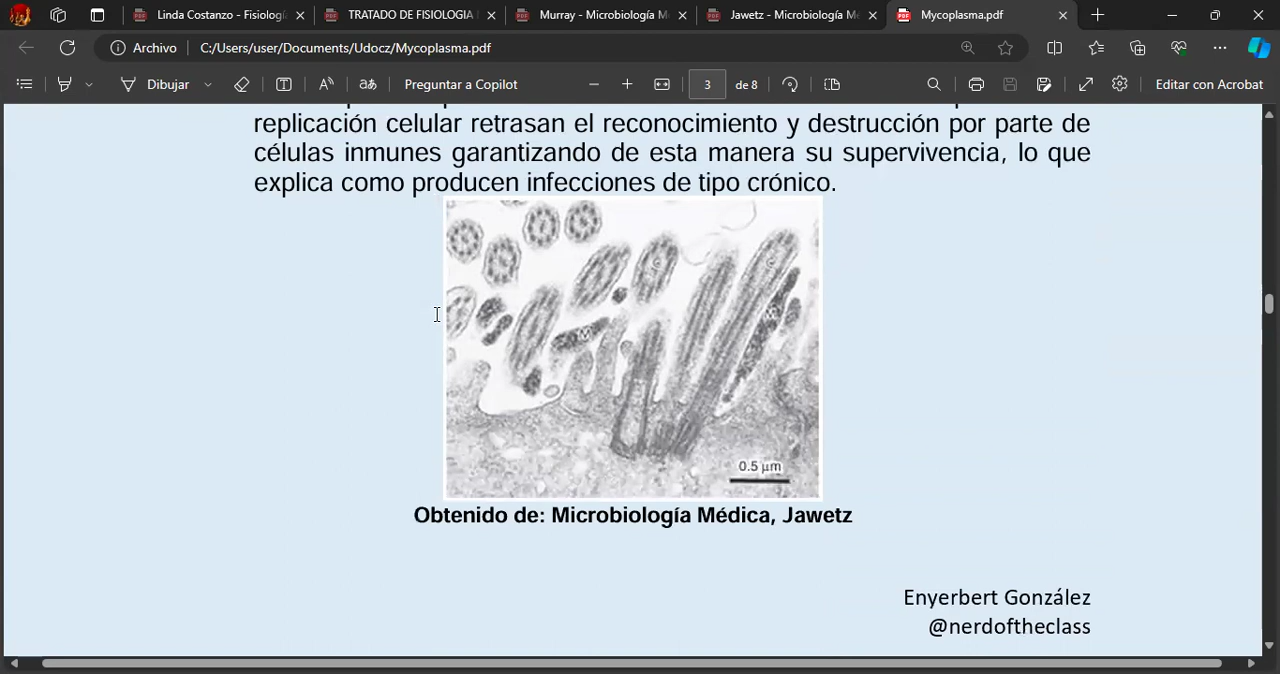 Linda Costanzo - Fisiologí
TRATADO DE FISIOLOGIA
Murray - Microbiología M
Jawetz - Microbiología M
Mycoplasma.pdf
Archivo
C:/Users/user/Documents/Udocz/Mycoplasma.pdf
Dibujar
Preguntar a Copilot
3
de 8
Editar con Acrobat
replicación celular retrasan el reconocimiento y destrucción por parte de
células inmunes garantizando de esta manera su supervivencia, lo que
explica como producen infecciones de tipo crónico.
C
C
M
M
0.5 μm
Obtenido de: Microbiología Médica, Jawetz
Enyerbert González
@nerdoftheclass